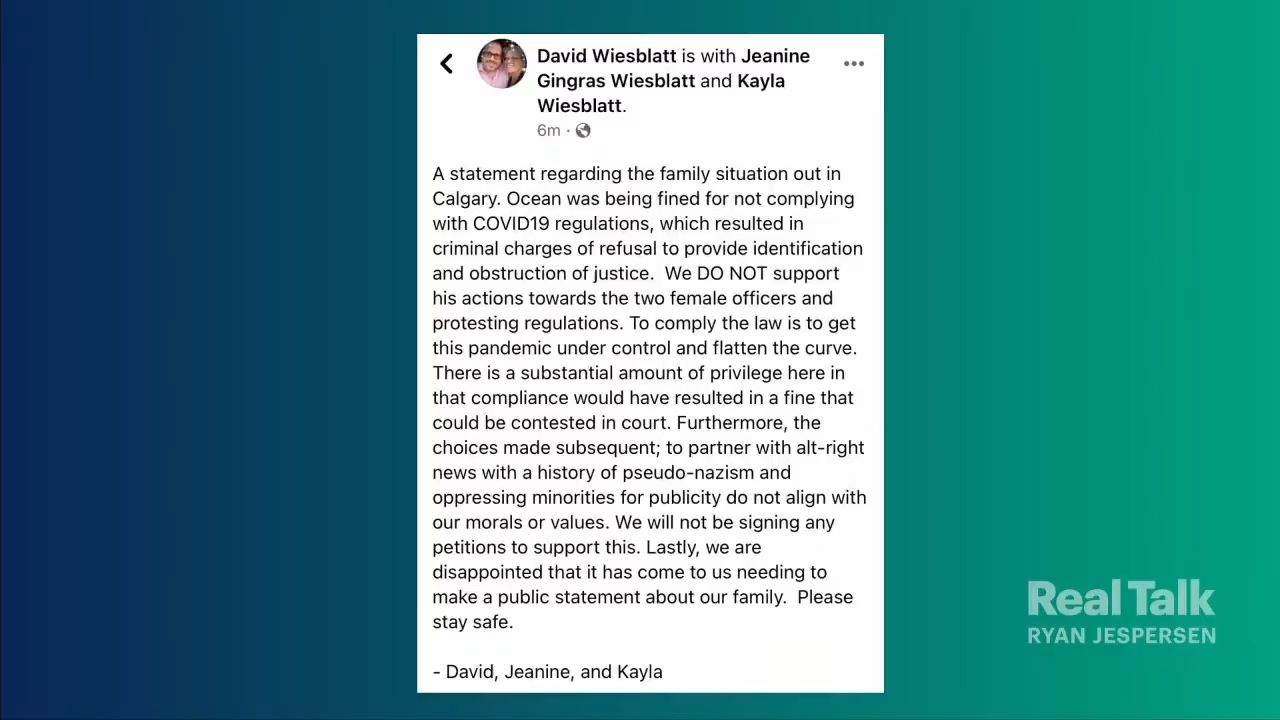 David Wiesblatt is with Jeanine
Gingras Wiesblatt and Kayla
Wiesblatt.
6m ·
A statement regarding the family situation out in
Calgary. Ocean was being fined for not complying
with COVID19 regulations, which resulted in
criminal charges of refusal to provide identification
and obstruction of justice.  We DO NOT support
his actions towards the two female officers and
protesting regulations. To comply the law is to get
this pandemic under control and flatten the curve.
There is a substantial amount of privilege here in
that compliance would have resulted in a fine that
could be contested in court. Furthermore, the
choices made subsequent; to partner with alt-right
news with a history of pseudo-nazism and
oppressing minorities for publicity do not align with
our morals or values. We will not be signing any
petitions to support this. Lastly, we are
disappointed that it has come to us needing to
make a public statement about our family.  Please
stay safe.
- David, Jeanine, and Kayla
Real Talk
RYAN JESPERSEN